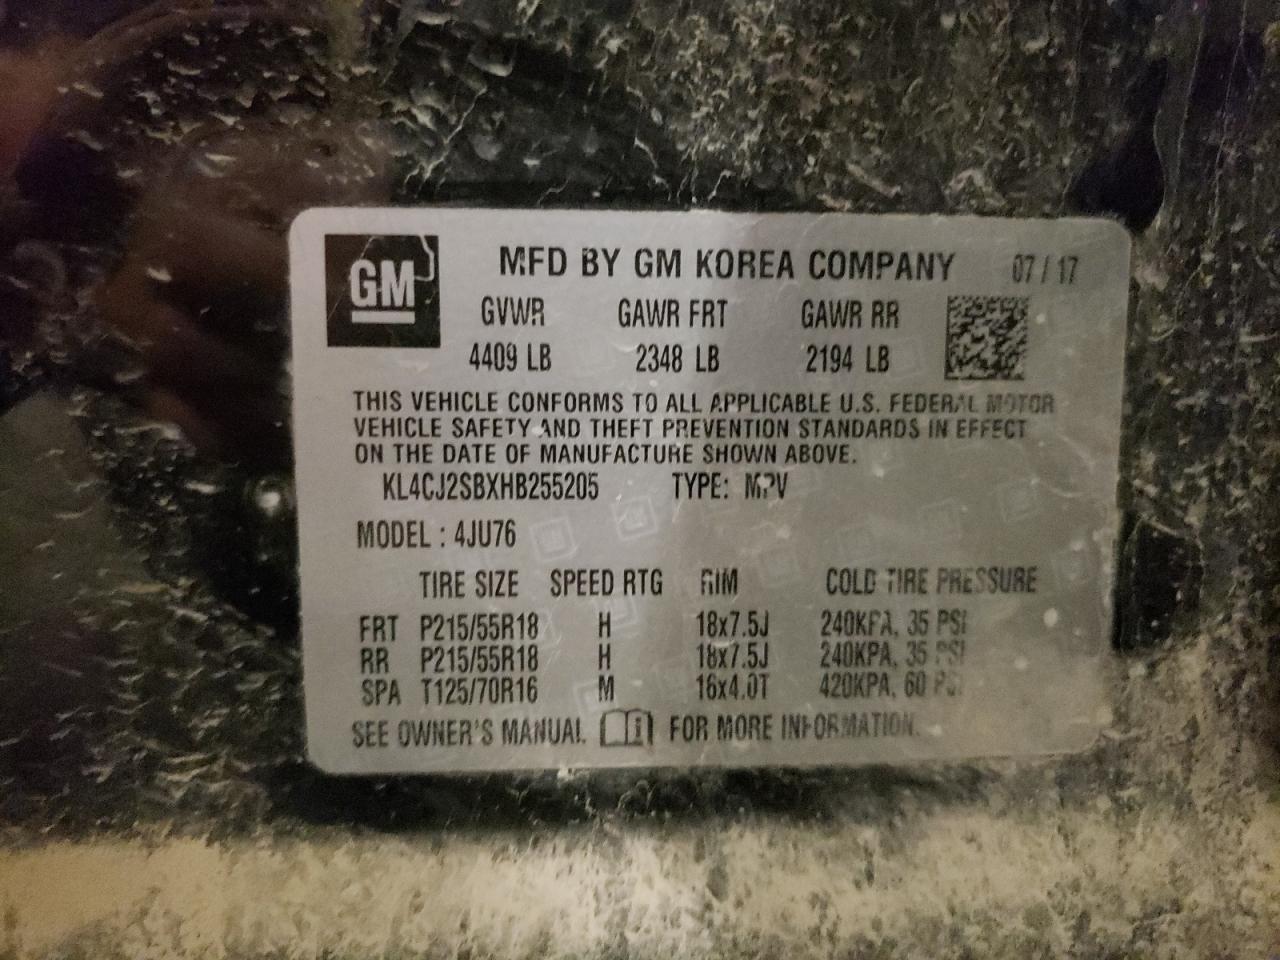 GM
MFD BY GM KOREA COMPANY 07/17
GVWR GAWR FRT GAWR RR
4409 LB 2348 LB 2194 LB
THIS VEHICLE CONFORMS TO ALL APPLICABLE U.S. FEDERAL MOTOR
VEHICLE SAFETY AND THEFT PREVENTION STANDARDS IN EFFECT
ON THE DATE OF MANUFACTURE SHOWN ABOVE.
KL4CJ2SBXHB255205 TYPE: MPV
MODEL : 4JU76
TIRE SIZE SPEED RTG RIM COLD TIRE PRESSURE
FRT P215/55R18 H 18x7.5J 240KPA, 35 PSI
RR P215/55R18 H 18x7.5J 240KPA, 35 PSI
SPA T125/70R16 M 16x4.0T 420KPA, 60 PSI
SEE OWNER'S MANUAL FOR MORE INFORMATION.